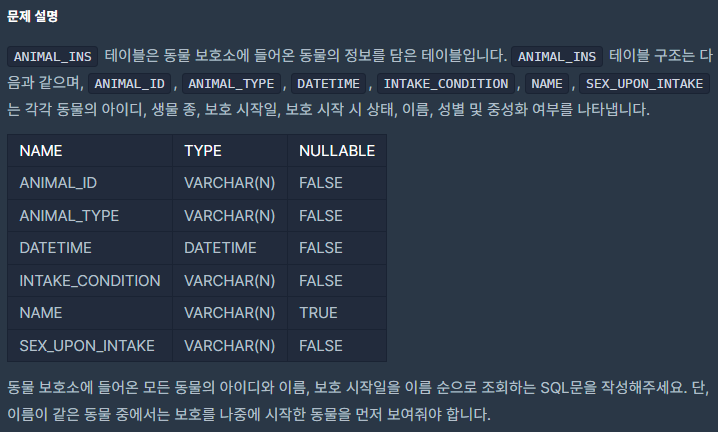 문제 설명
ANIMAL_INS 테이블은 동물 보호소에 들어온 동물의 정보를 담은 테이블입니다. ANIMAL_INS 테이블 구조는 다
음과 같으며, ANIMAL_ID, ANIMAL_TYPE, DATETIME, INTAKE_CONDITION, NAME, SEX_UPON_INTAKE
는 각각 동물의 아이디, 생물 종, 보호 시작일, 보호 시작 시 상태, 이름, 성별 및 중성화 여부를 나타냅니다.
NAME TYPE NULLABLE
ANIMAL_ID VARCHAR(N) FALSE
ANIMAL_TYPE VARCHAR(N) FALSE
DATETIME DATETIME FALSE
INTAKE_CONDITION VARCHAR(N) FALSE
NAME VARCHAR(N) TRUE
SEX_UPON_INTAKE VARCHAR(N) FALSE
동물 보호소에 들어온 모든 동물의 아이디와 이름, 보호 시작일을 이름 순으로 조회하는 SQL문을 작성해주세요. 단,
이름이 같은 동물 중에서는 보호를 나중에 시작한 동물을 먼저 보여줘야 합니다.